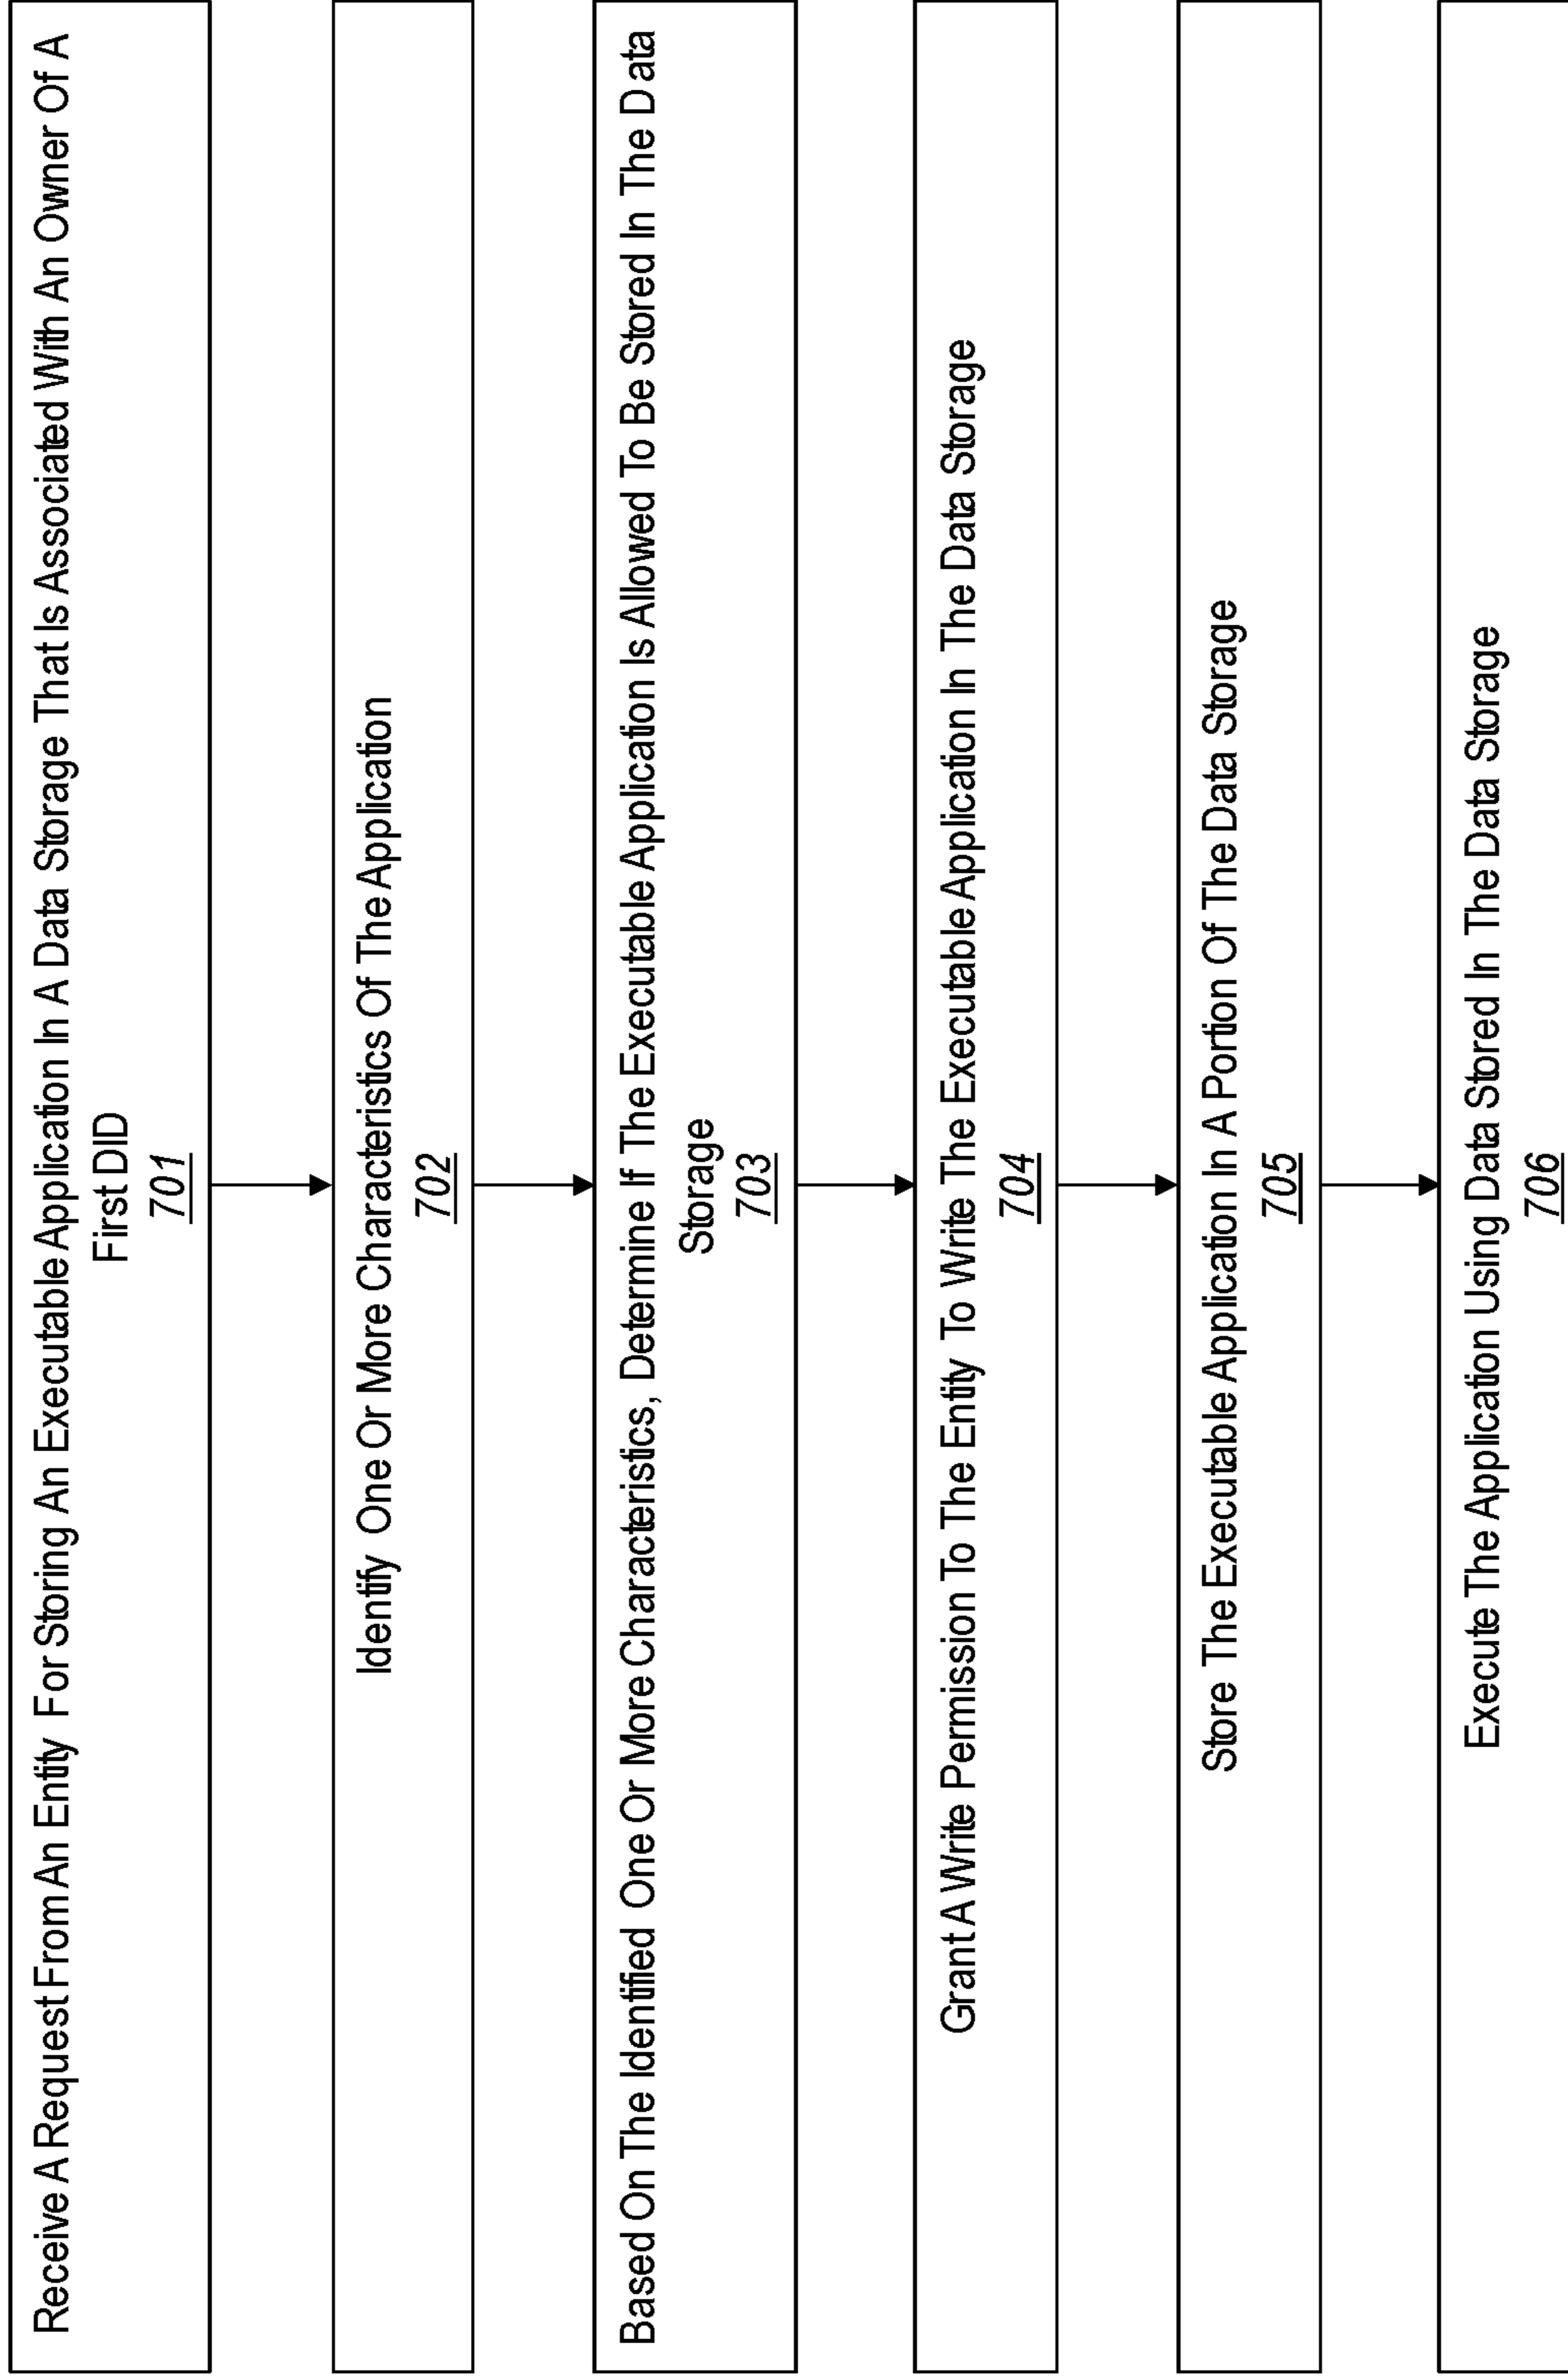 Receive A Request From An Entity For Storing An Executable Application In A Data Storage That Is Associated With An Owner Of A
First DID
701
Identify One Or More Characteristics Of The Application
702
Based On The Identified One Or More Characteristics, Determine If The Executable Application Is Allowed To Be Stored In The Data
Storage
703
Grant A Write Permission To The Entity To Write The Executable Application In The Data Storage
704
Store The Executable Application In A Portion Of The Data Storage
705
Execute The Application Using Data Stored In The Data Storage
706